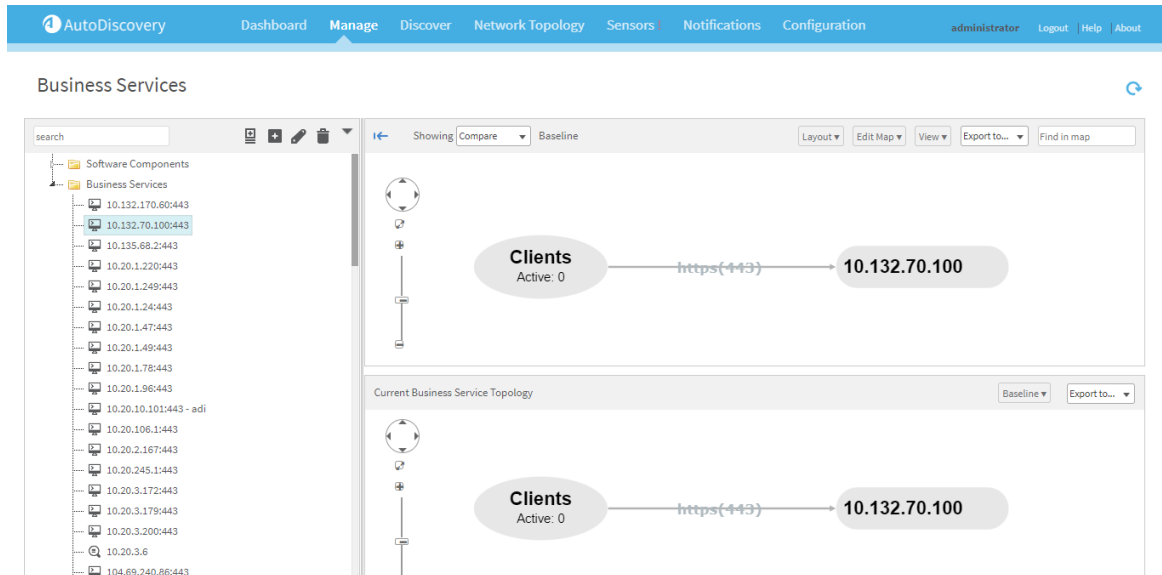 AutoDiscovery Dashboard Manage Discover Network Topology Sensors Notifications Configuration administrator Logout | Help | About
Business Services
search
Showing Compare Baseline Layout Edit Map View Export to... Find in map
Software Components
Business Services
10.132.170.60:443
10.132.70.100:443
10.135.68.2:443
10.20.1.220:443
10.20.1.249:443
10.20.1.24:443
10.20.1.47:443
10.20.1.49:443
10.20.1.78:443
10.20.1.96:443
10.20.10.101:443 - adi
10.20.106.1:443
10.20.2.167:443
10.20.245.1:443
10.20.3.172:443
10.20.3.179:443
10.20.3.200:443
10.20.3.6
104.69.240.86:443
Clients
Active: 0
https(443)
10.132.70.100
Current Business Service Topology Baseline Export to...
Clients
Active: 0
https(443)
10.132.70.100